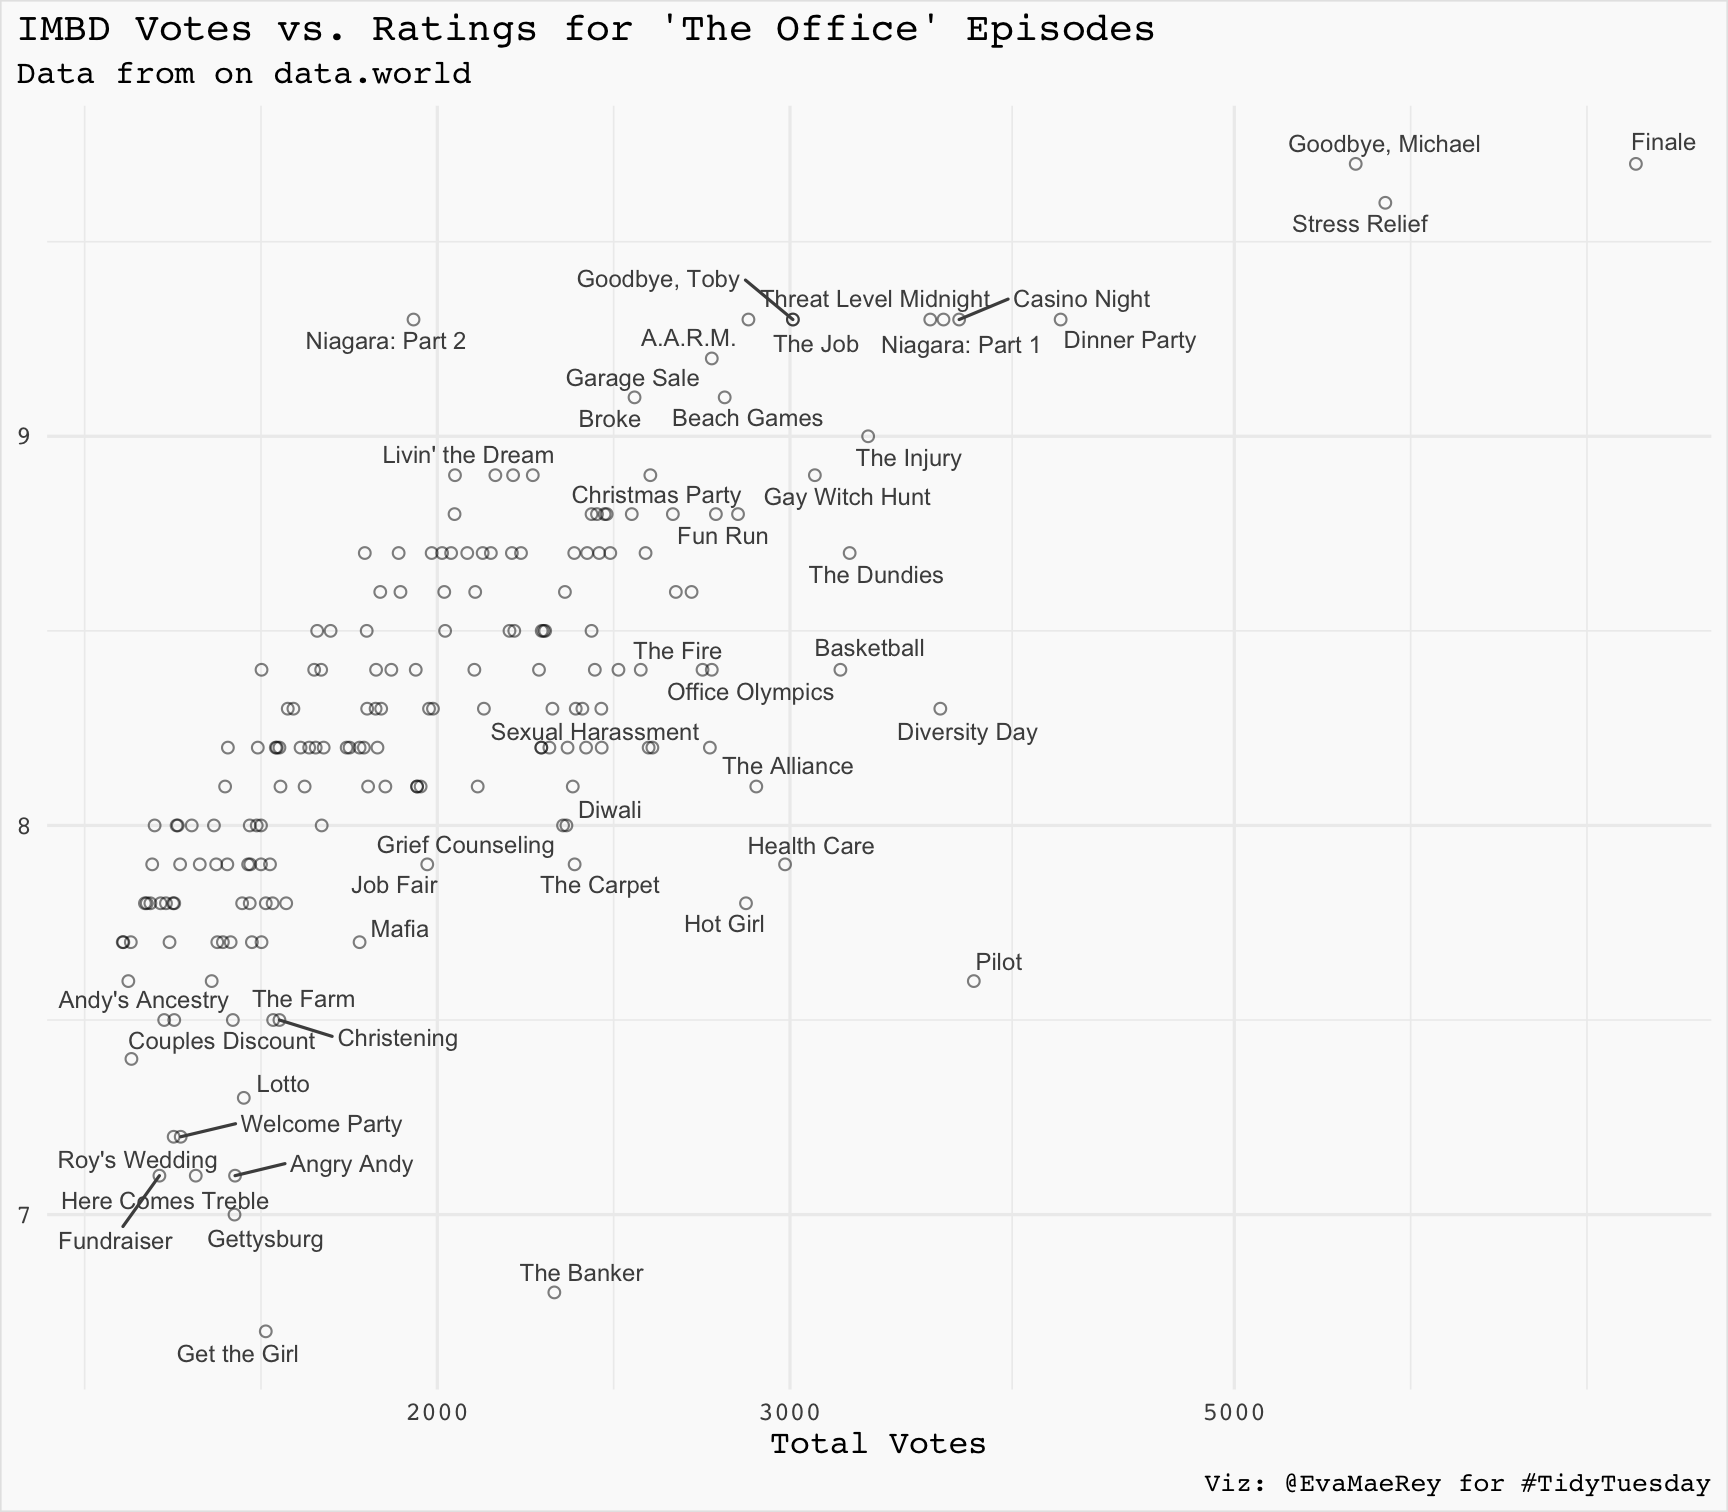 IMBD Votes vs. Ratings for 'The Office' Episodes
Data from on data.world
Goodbye, Michael
Finale
Stress Relief
Goodbye, Toby
Threat Level Midnight
Casino Night
Niagara: Part 2
A.A.R.M.
The Job
Niagara: Part 1
Dinner Party
Garage Sale
Broke
Beach Games
9
Livin' the Dream
The Injury
Christmas Party
Gay Witch Hunt
Fun Run
The Dundies
The Fire
Basketball
Office Olympics
Sexual Harassment
Diversity Day
The Alliance
Diwali
8
Grief Counseling
Health Care
Job Fair
The Carpet
Hot Girl
Mafia
Pilot
Andy's Ancestry
The Farm
Couples Discount
Christening
Lotto
Welcome Party
Roy's Wedding
Angry Andy
Here Comes Treble
7
Fundraiser
Gettysburg
The Banker
Get the Girl
2000
3000
5000
Total Votes
Viz: @EvaMaeRey for #TidyTuesday